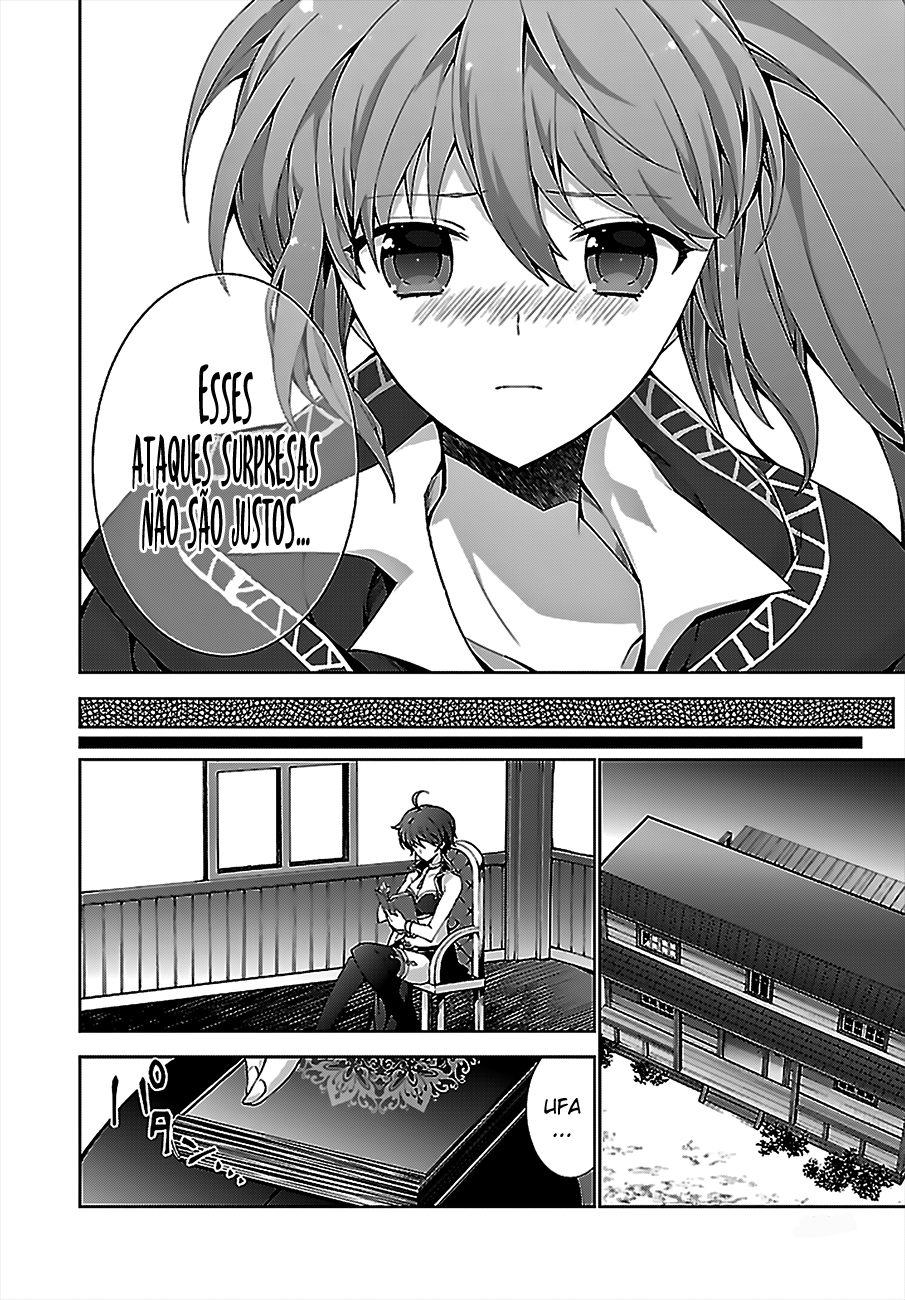 Esses
ataques surpresas
não são justos...
UFA
...
パタン...